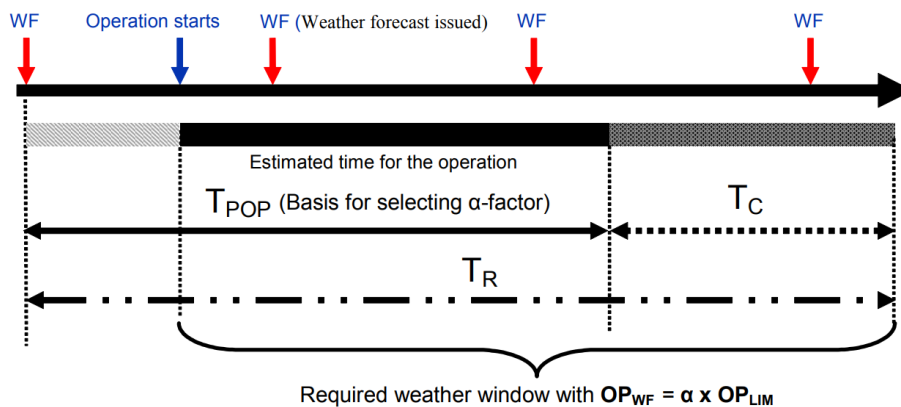 WF Operation starts WF (Weather forecast issued) WF WF
Estimated time for the operation
TPOP (Basis for selecting α-factor) TC
TR
Required weather window with OPWF = α x OPLIM